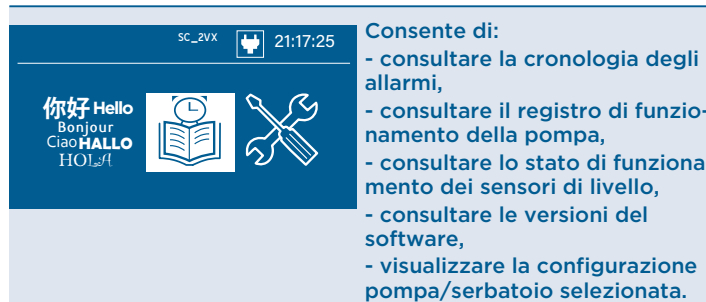 SC_2VX 21:17:25
你好 Hello
Bonjour
Ciao HALLO
HOLA
Consente di:
- consultare la cronologia degli
allarmi,
- consultare il registro di funzio-
namento della pompa,
- consultare lo stato di funziona
mento dei sensori di livello,
- consultare le versioni del
software,
- visualizzare la configurazione
pompa/serbatoio selezionata.